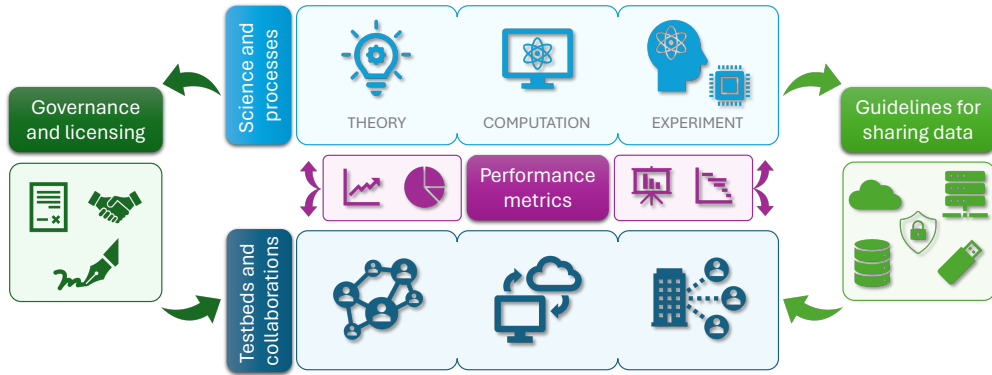 Science and
processes
THEORY
COMPUTATION
EXPERIMENT
Governance
and licensing
Guidelines for
sharing data
Performance
metrics
Testbeds and
collaborations